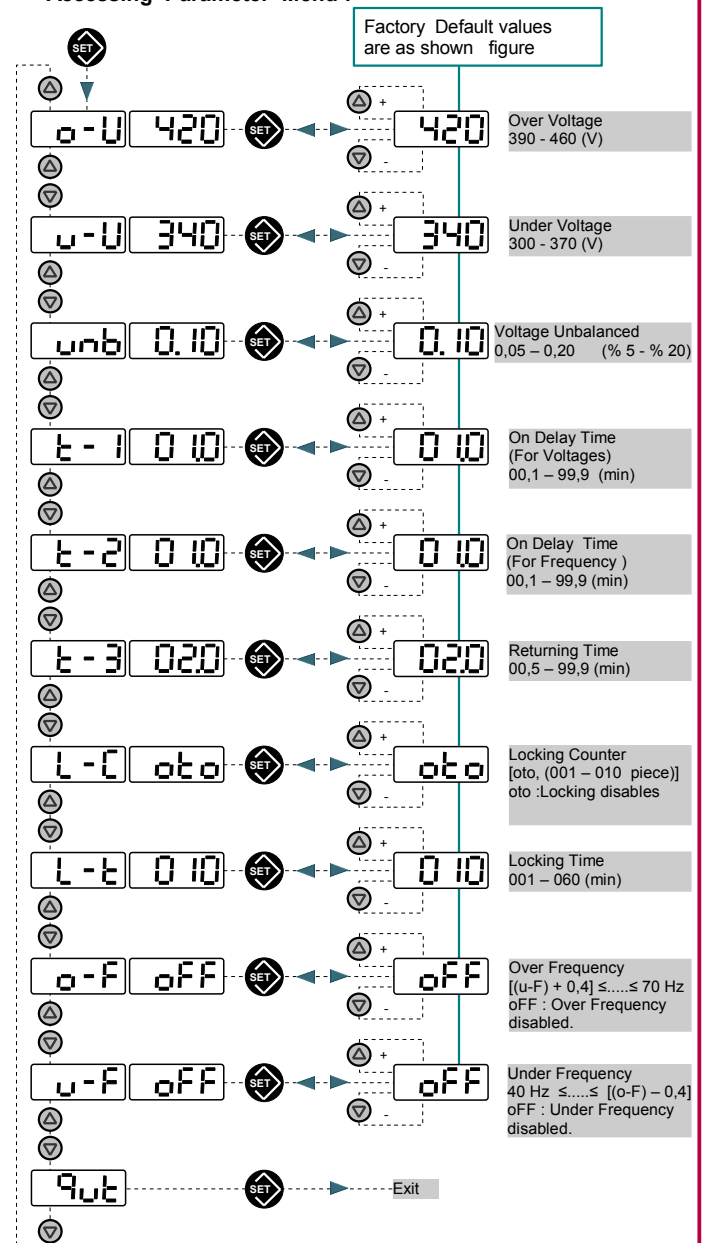 Accessing Parameter Menu :
Factory Default values
are as shown figure
SET
o-U 420 SET + - 420
Over Voltage
390 - 460 (V)
u-U 340 SET + - 340
Under Voltage
300 - 370 (V)
unb 0.10 SET + - 0.10
Voltage Unbalanced
0,05 – 0,20 (% 5 - % 20)
t-1 01.0 SET + - 01.0
On Delay Time
(For Voltages)
00,1 – 99,9 (min)
t-2 01.0 SET + - 01.0
On Delay Time
(For Frequency )
00,1 – 99,9 (min)
t-3 02.0 SET + - 02.0
Returning Time
00,5 – 99,9 (min)
L-C oto SET + - oto
Locking Counter
[oto, (001 – 010 piece)]
oto :Locking disables
L-t 010 SET + - 010
Locking Time
001 – 060 (min)
o-F oFF SET + - oFF
Over Frequency
[(u-F) + 0,4] ≤.....≤ 70 Hz
oFF : Over Frequency
disabled.
u-F oFF SET + - oFF
Under Frequency
40 Hz ≤.....≤ [(o-F) – 0,4]
oFF : Under Frequency
disabled.
qut SET Exit